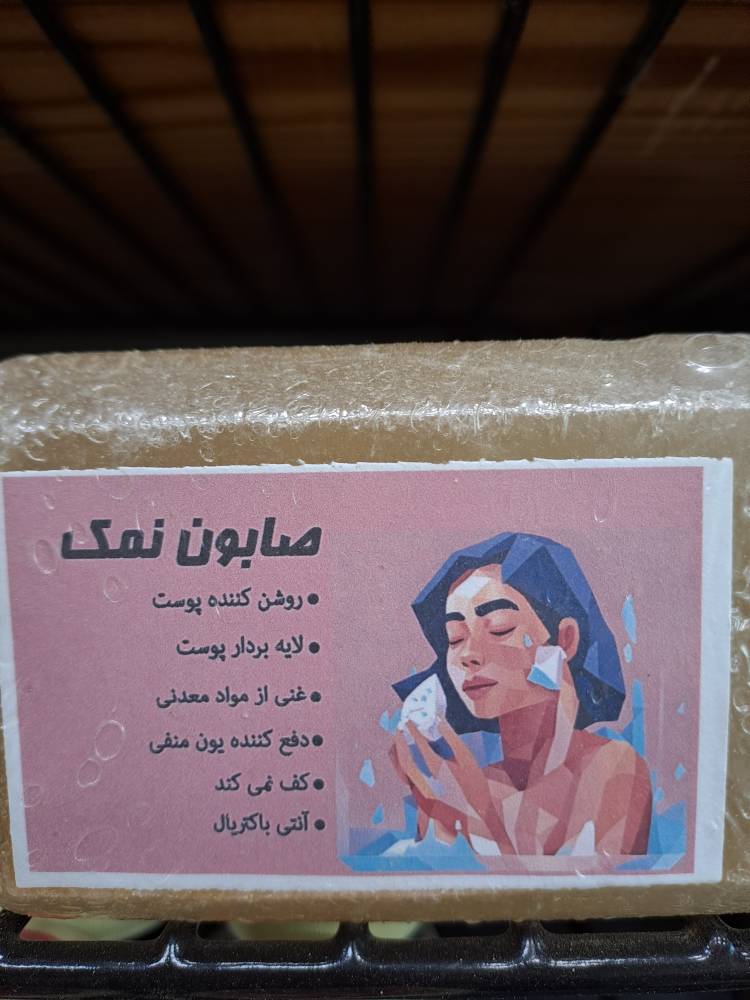 صابون نمک
● روشن کننده پوست
● لایه بردار پوست
● غنی از مواد معدنی
● دفع کننده یون منفی
● کف نمی کند
● آنتی باکتریال